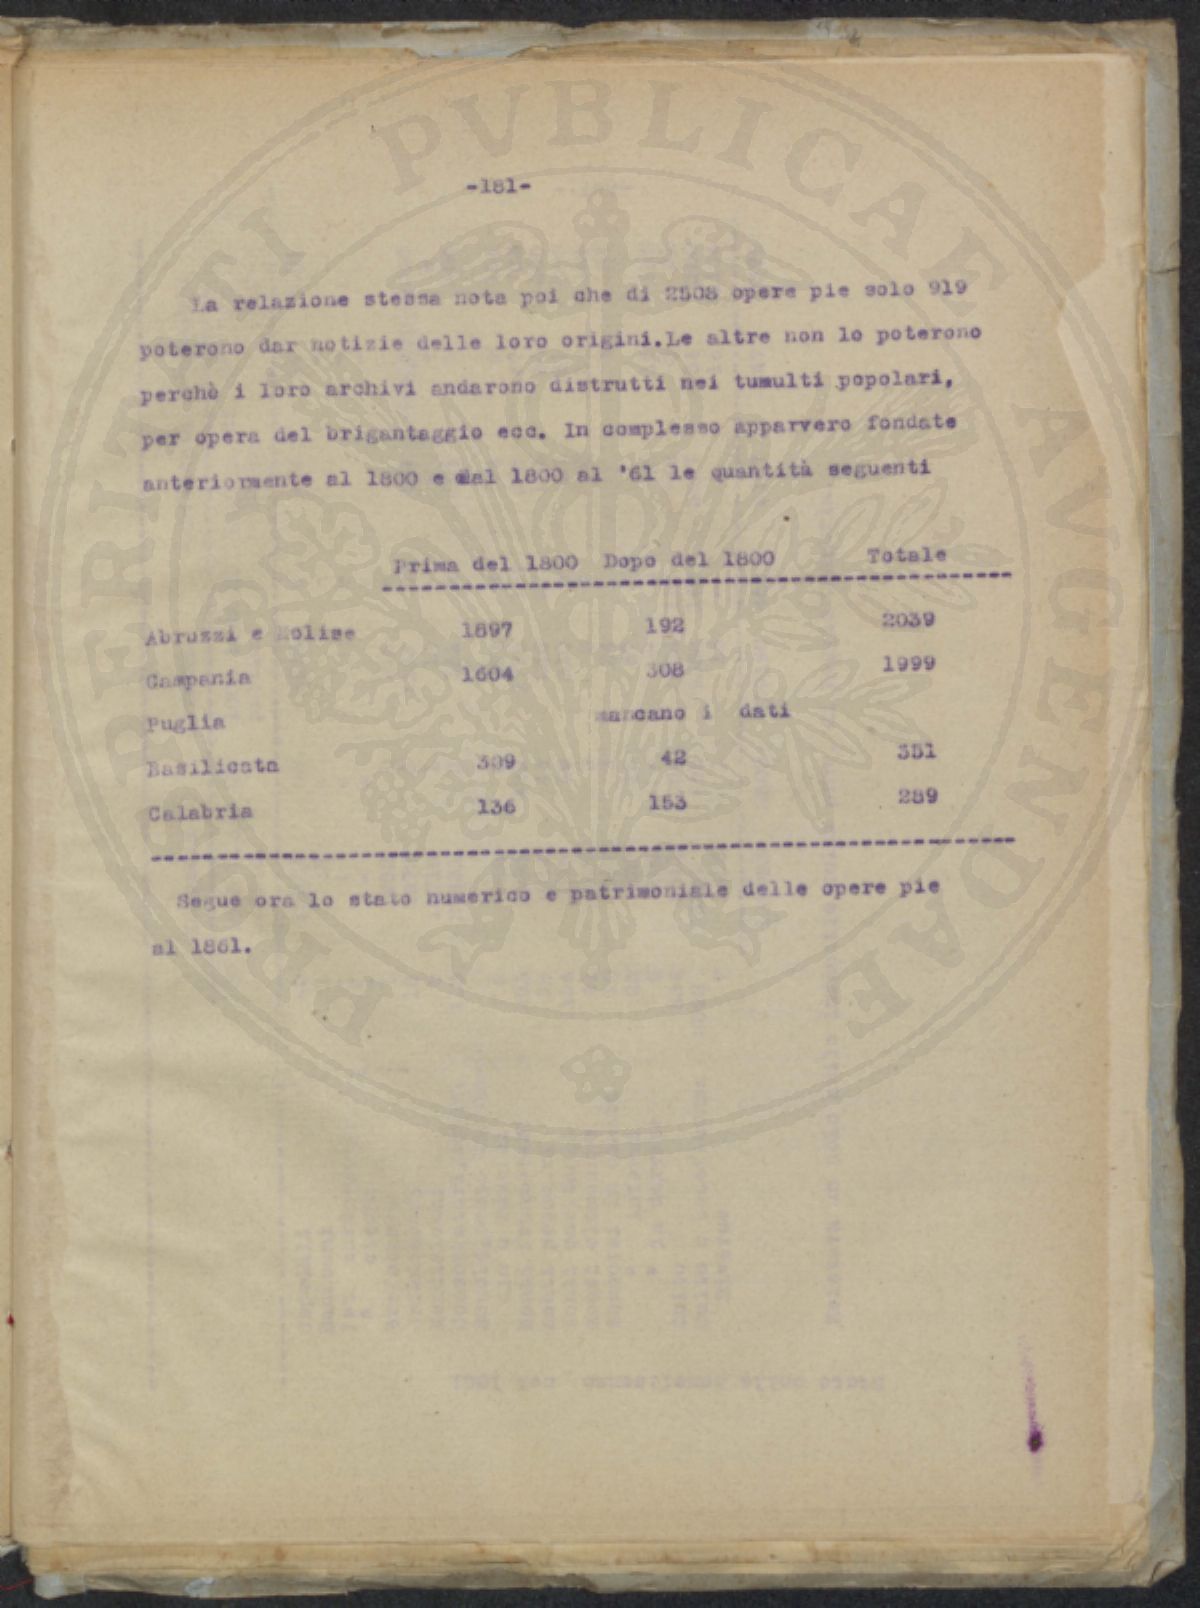 -181-
La relazione stessa nota poi che di 2508 opere pie solo 919
poterono dar notizie delle loro origini.Le altre non lo poterono
perchè i loro archivi andarono distrutti nei tumulti popolari,
per opera del brigantaggio ecc. In complesso apparvero fondate
anteriormente al 1800 e dal 1800 al '61 le quantità seguenti
Prima del 1800 Dopo del 1800 Totale
Abruzzi e Molise 1897 192 2039
Campania 1604 308 1999
Puglia mancano i dati
Basilicata 309 42 351
Calabria 136 153 289
Segue ora lo stato numerico e patrimoniale delle opere pie
al 1861.
PROSPERITATI PVBLICAE AVGENDAE